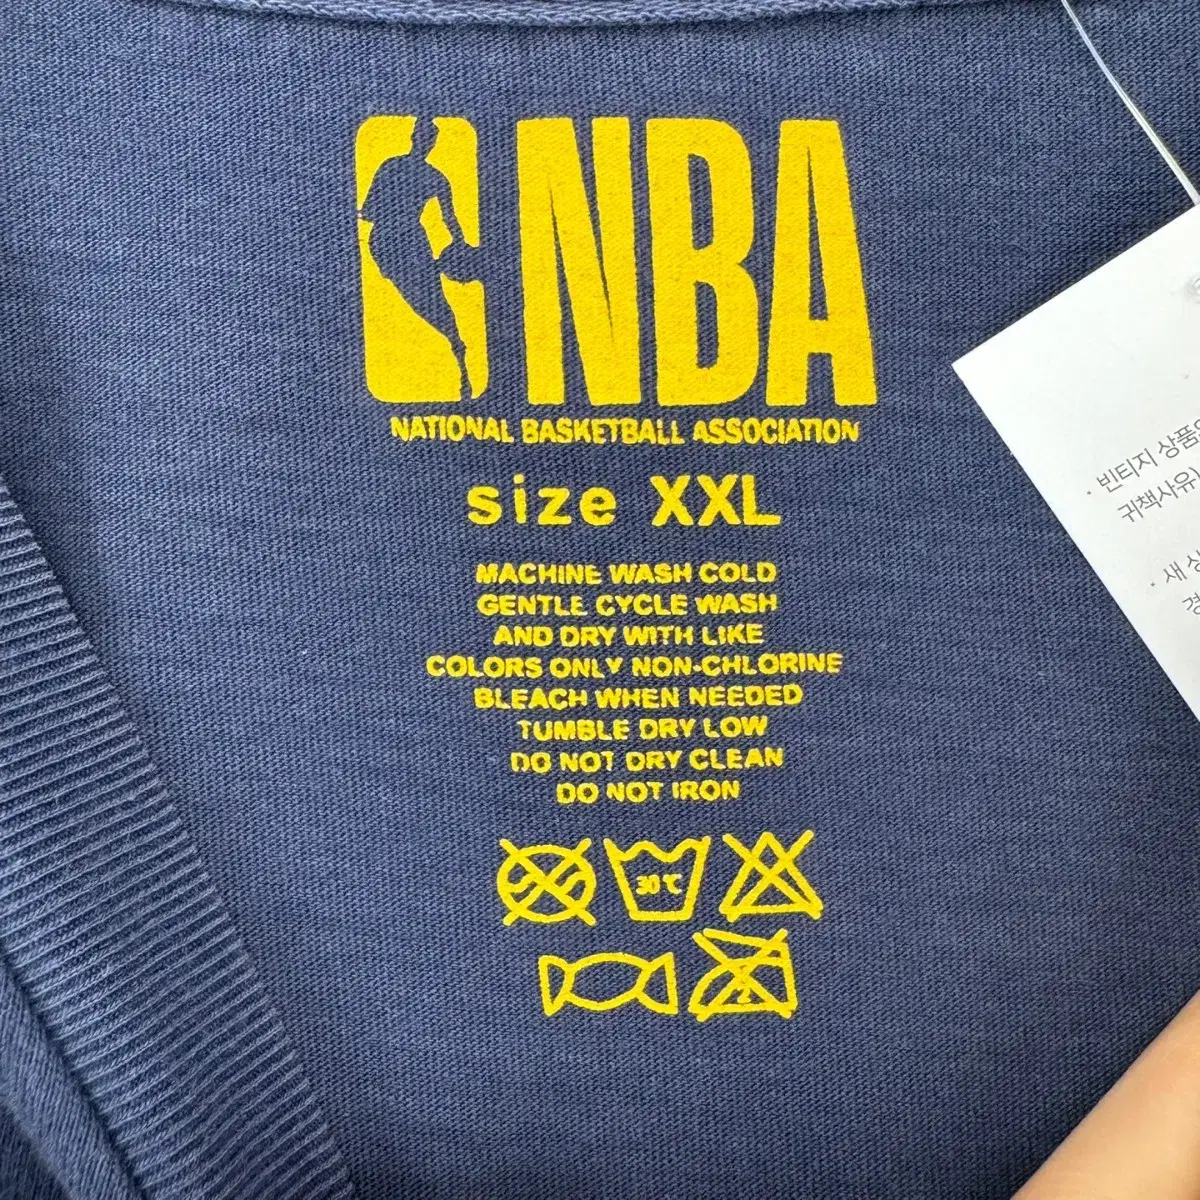 NBA
NATIONAL BASKETBALL ASSOCIATION
size XXL
MACHINE WASH COLD
GENTLE CYCLE WASH
AND DRY WITH LIKE
COLORS ONLY NON-CHLORINE
BLEACH WHEN NEEDED
TUMBLE DRY LOW
DO NOT DRY CLEAN
DO NOT IRON
30°C
· 빈티지 상품의
귀책사유
· 새 상